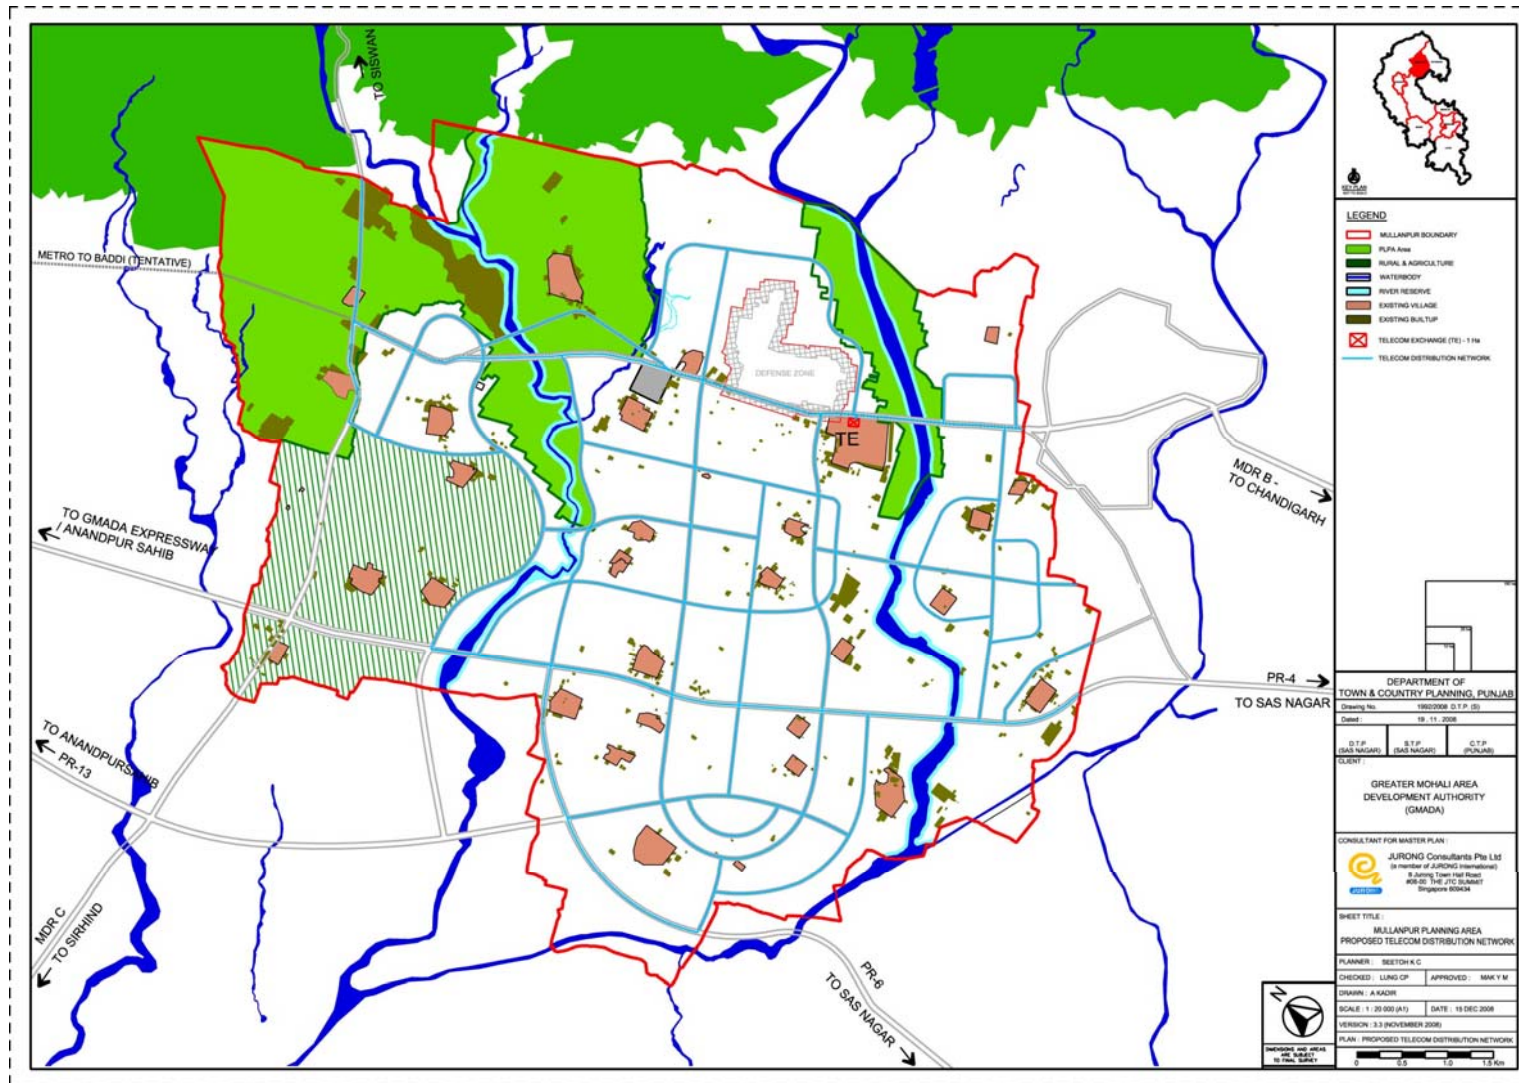 TO SISWAN
METRO TO BADDI (TENTATIVE)
DEFENSE ZONE
TE
MDR B -
TO CHANDIGARH
TO GMADA EXPRESSWAY
/ ANANDPUR SAHIB
PR-4
TO SAS NAGAR
TO ANANDPURSAHIB
PR-13
MDR C
TO SIRHIND
PR-6
TO SAS NAGAR
N
DIMENSIONS AND AREAS
ARE SUBJECT
TO FINAL SURVEY
KEY PLAN
LEGEND
MULLANPUR BOUNDARY
PLPA Area
RURAL & AGRICULTURE
WATERBODY
RIVER RESERVE
EXISTING VILLAGE
EXISTING BUILTUP
TELECOM EXCHANGE (TE) - 1 Ha
TELECOM DISTRIBUTION NETWORK
DEPARTMENT OF
TOWN & COUNTRY PLANNING, PUNJAB
Drawing No. 1992/2008 D.T.P. (S)
Dated : 19 . 11 . 2008
D.T.P (SAS NAGAR) S.T.P (SAS NAGAR) C.T.P (PUNJAB)
CLIENT :
GREATER MOHALI AREA
DEVELOPMENT AUTHORITY
(GMADA)
CONSULTANT FOR MASTER PLAN :
JURONG Consultants Pte Ltd
(a member of JURONG International)
8 Jurong Town Hall Road
#08-00 THE JTC SUMMIT
Singapore 609434
JURONG
SHEET TITLE :
MULLANPUR PLANNING AREA
PROPOSED TELECOM DISTRIBUTION NETWORK
PLANNER : SEETOH K C
CHECKED : LUNG CP APPROVED : MAK Y M
DRAWN : A KADIR
SCALE : 1 : 20 000 (A1) DATE : 15 DEC 2008
VERSION : 3.3 (NOVEMBER 2008)
PLAN : PROPOSED TELECOM DISTRIBUTION NETWORK
0 0.5 1.0 1.5 Km